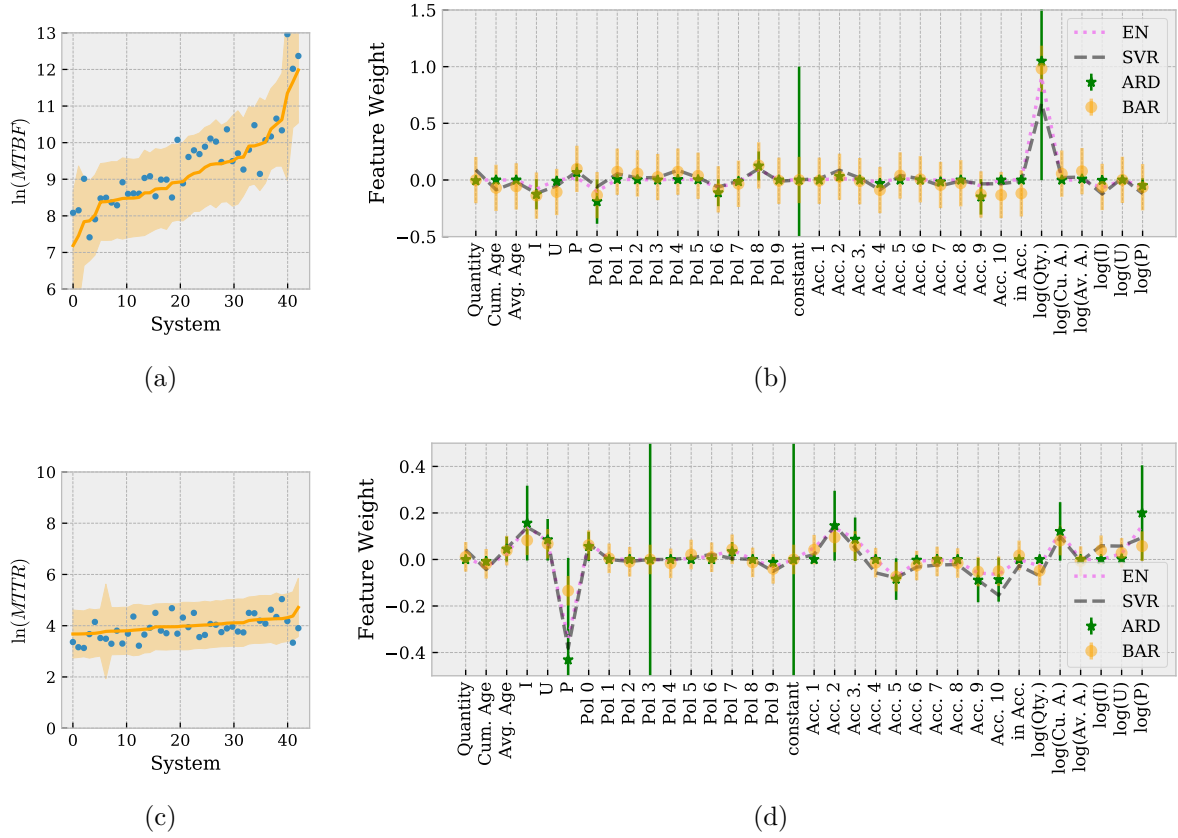 13
12
11
10
9
8
7
6
ln(MTBF)
0 10 20 30 40
System
(a)
1.5
1.0
0.5
0.0
−0.5
Feature Weight
EN
SVR
ARD
BAR
Quantity
Cum. Age
Avg. Age
I
U
P
Pol 0
Pol 1
Pol 2
Pol 3
Pol 4
Pol 5
Pol 6
Pol 7
Pol 8
Pol 9
constant
Acc. 1
Acc. 2
Acc 3.
Acc. 4
Acc. 5
Acc. 6
Acc. 7
Acc. 8
Acc. 9
Acc. 10
in Acc.
log(Qty.)
log(Cu. A.)
log(Av. A.)
log(I)
log(U)
log(P)
(b)
10
8
6
4
2
0
ln(MTTR)
0 10 20 30 40
System
(c)
0.4
0.2
0.0
−0.2
−0.4
Feature Weight
EN
SVR
ARD
BAR
Quantity
Cum. Age
Avg. Age
I
U
P
Pol 0
Pol 1
Pol 2
Pol 3
Pol 4
Pol 5
Pol 6
Pol 7
Pol 8
Pol 9
constant
Acc. 1
Acc. 2
Acc 3.
Acc. 4
Acc. 5
Acc. 6
Acc. 7
Acc. 8
Acc. 9
Acc. 10
in Acc.
log(Qty.)
log(Cu. A.)
log(Av. A.)
log(I)
log(U)
log(P)
(d)